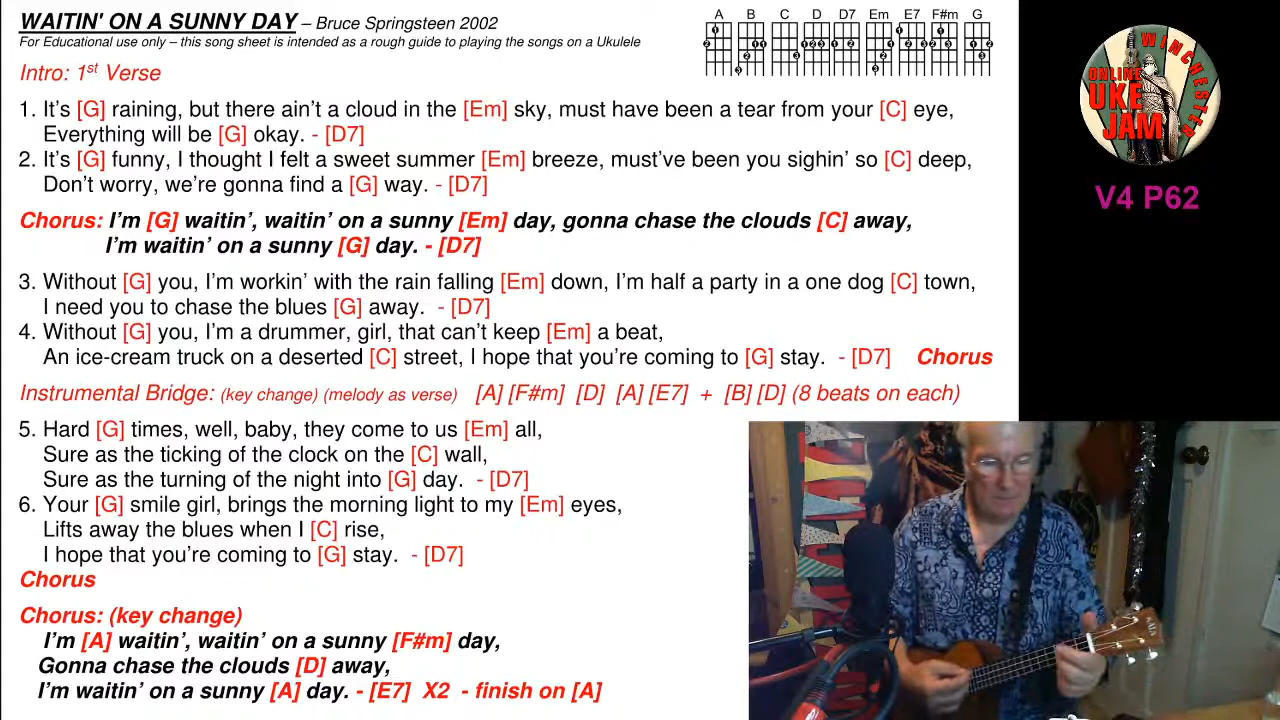 WAITIN' ON A SUNNY DAY – Bruce Springsteen 2002
For Educational use only – this song sheet is intended as a rough guide to playing the songs on a Ukulele
A B C D D7 Em E7 F#m G
Intro: 1st Verse
1. It's [G] raining, but there ain't a cloud in the [Em] sky, must have been a tear from your [C] eye,
Everything will be [G] okay. - [D7]
2. It's [G] funny, I thought I felt a sweet summer [Em] breeze, must've been you sighin' so [C] deep,
Don't worry, we're gonna find a [G] way. - [D7]
Chorus: I'm [G] waitin', waitin' on a sunny [Em] day, gonna chase the clouds [C] away,
I'm waitin' on a sunny [G] day. - [D7]
3. Without [G] you, I'm workin' with the rain falling [Em] down, I'm half a party in a one dog [C] town,
I need you to chase the blues [G] away. - [D7]
4. Without [G] you, I'm a drummer, girl, that can't keep [Em] a beat,
An ice-cream truck on a deserted [C] street, I hope that you're coming to [G] stay. - [D7] Chorus
Instrumental Bridge: (key change) (melody as verse) [A] [F#m] [D] [A] [E7] + [B] [D] (8 beats on each)
5. Hard [G] times, well, baby, they come to us [Em] all,
Sure as the ticking of the clock on the [C] wall,
Sure as the turning of the night into [G] day. - [D7]
6. Your [G] smile girl, brings the morning light to my [Em] eyes,
Lifts away the blues when I [C] rise,
I hope that you're coming to [G] stay. - [D7]
Chorus
Chorus: (key change)
I'm [A] waitin', waitin' on a sunny [F#m] day,
Gonna chase the clouds [D] away,
I'm waitin' on a sunny [A] day. - [E7] X2 - finish on [A]
WINCHESTER
ONLINE
UKE
JAM
V4 P62
KALA